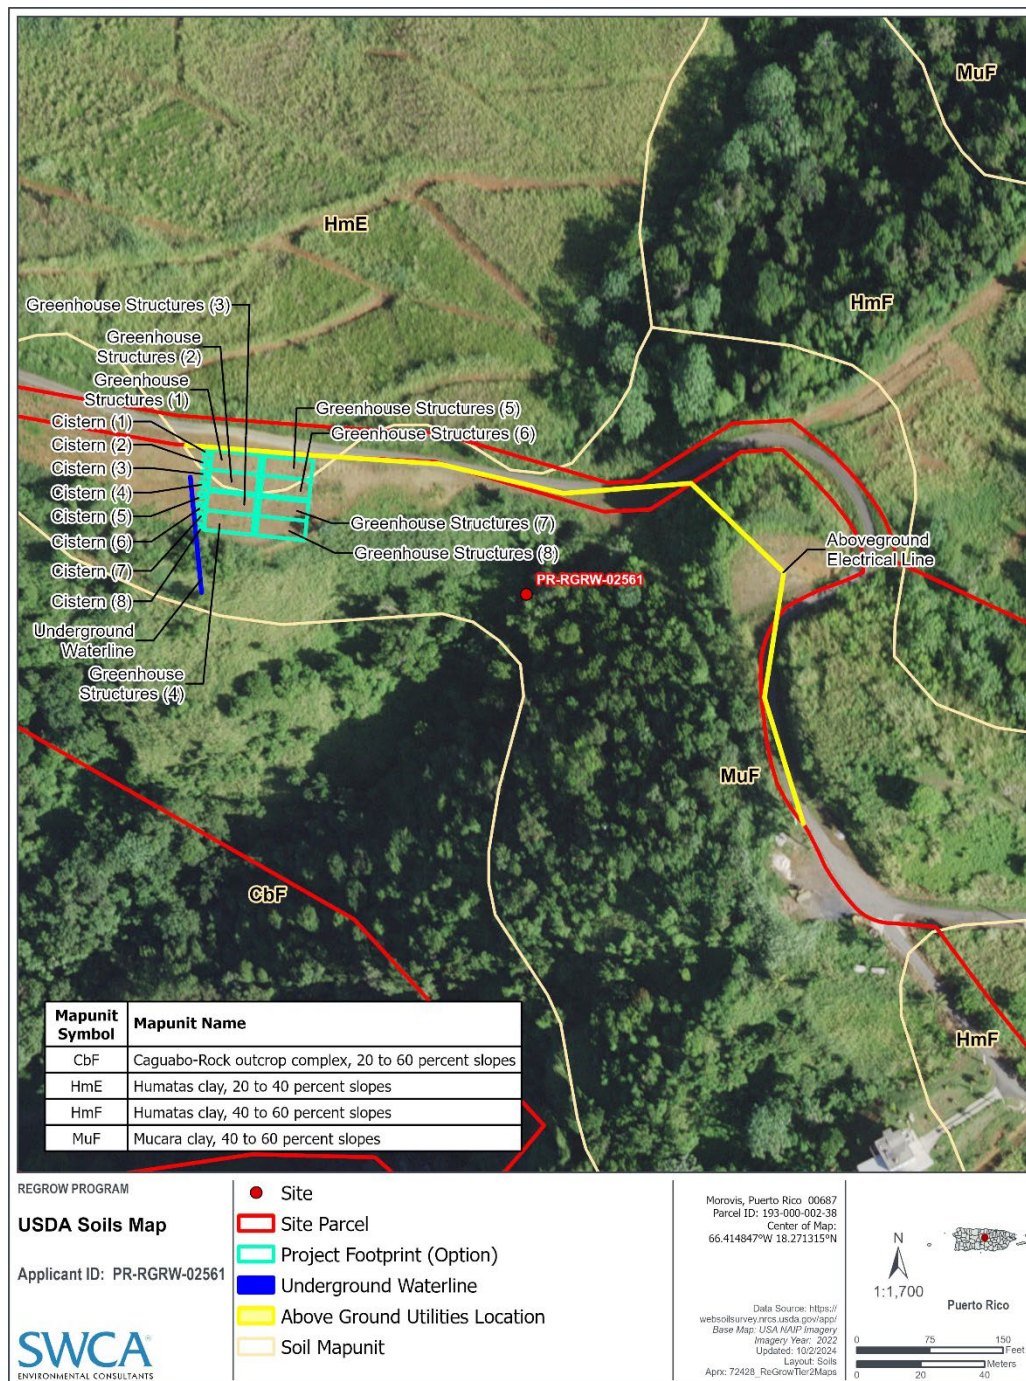 MuF
HmE
HmF
Greenhouse Structures (3)
Greenhouse
Structures (2)
Greenhouse
Structures (1)
Greenhouse Structures (5)
Cistern (1)
Greenhouse Structures (6)
Cistern (2)
Cistern (3)
Cistern (4)
Cistern (5)
Greenhouse Structures (7)
Cistern (6)
Greenhouse Structures (8)
Aboveground
Electrical Line
Cistern (7)
PR-RGRW-02561
Cistern (8)
Underground
Waterline
Greenhouse
Structures (4)
MuF
CbF
HmF
Mapunit Symbol Mapunit Name
CbF Caguabo-Rock outcrop complex, 20 to 60 percent slopes
HmE Humatas clay, 20 to 40 percent slopes
HmF Humatas clay, 40 to 60 percent slopes
MuF Mucara clay, 40 to 60 percent slopes
REGROW PROGRAM
USDA Soils Map
Applicant ID: PR-RGRW-02561
SWCA®
ENVIRONMENTAL CONSULTANTS
Site
Site Parcel
Project Footprint (Option)
Underground Waterline
Above Ground Utilities Location
Soil Mapunit
Morovis, Puerto Rico 00687
Parcel ID: 193-000-002-38
Center of Map:
66.414847°W 18.271315°N
Data Source: https://
websoilsurvey.nrcs.usda.gov/app/
Base Map: USA NAIP Imagery
Imagery Year: 2022
Updated: 10/2/2024
Layout: Soils
Aprx: 72428_ReGrowTier2Maps
N
1:1,700
Puerto Rico
0 75 150
Feet
Meters
0 20 40